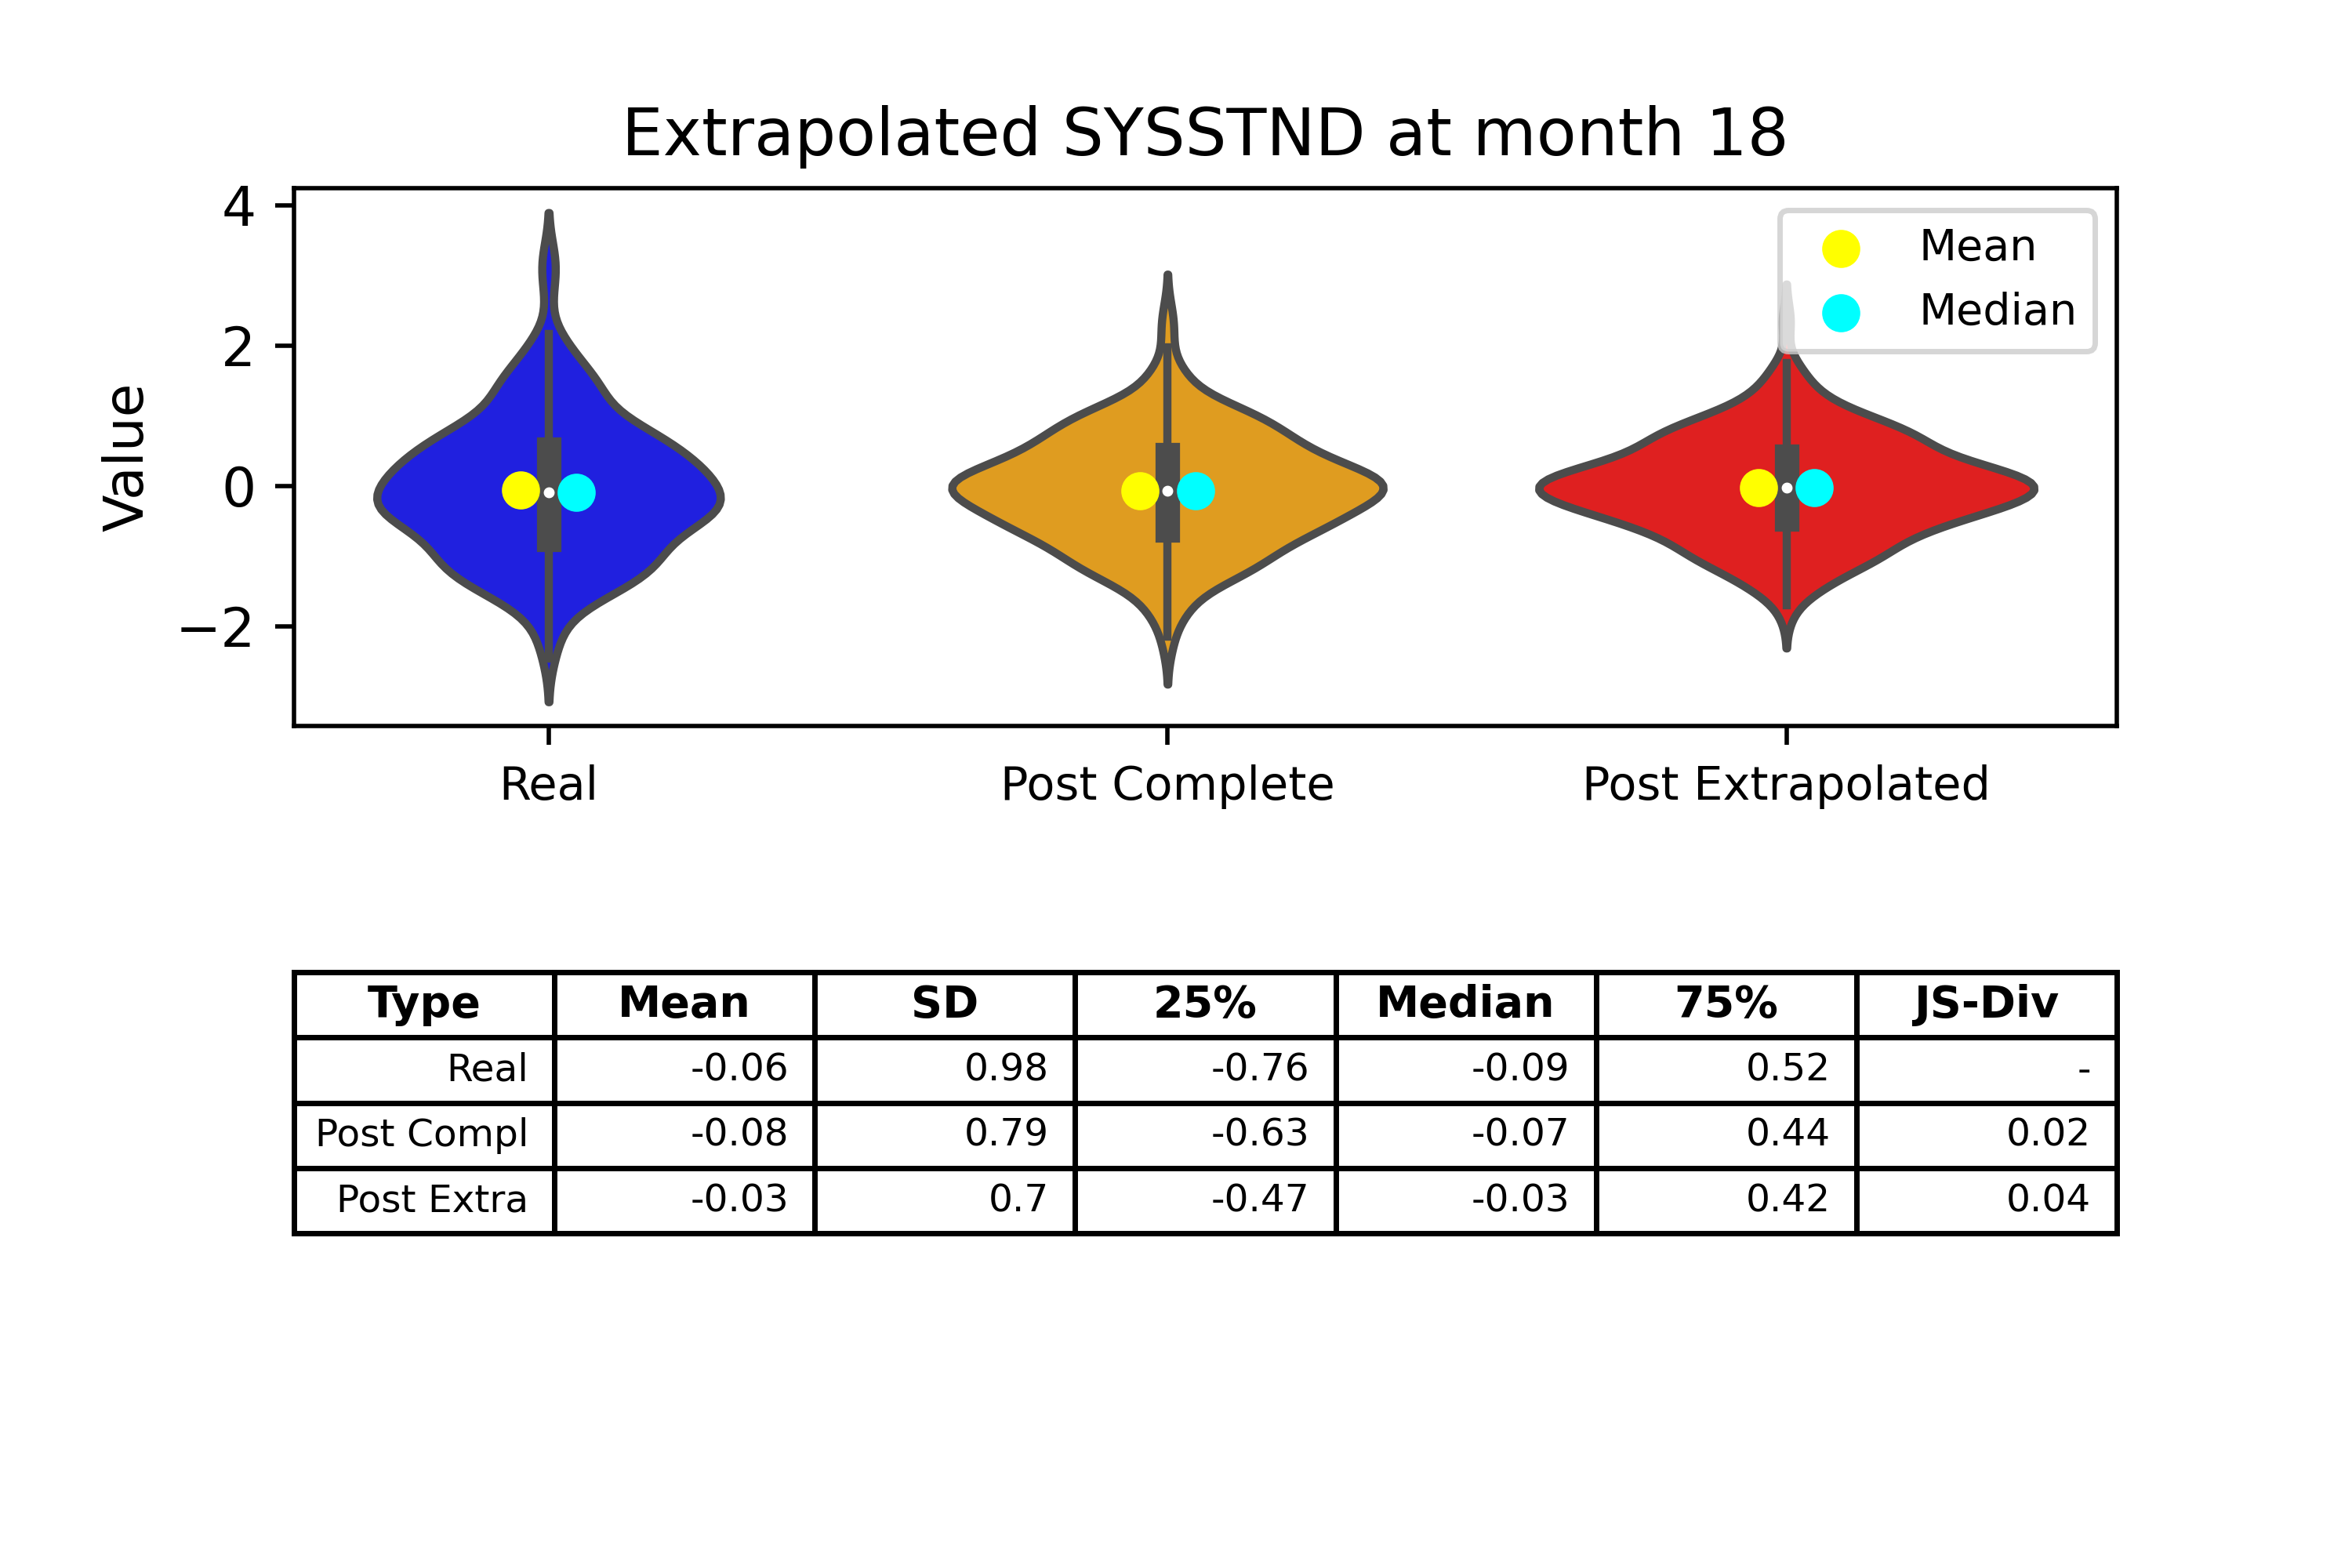 Extrapolated SYSSTND at month 18
4
2
0
−2
Value
Mean
Median
Real Post Complete Post Extrapolated
Type Mean SD 25% Median 75% JS-Div
Real -0.06 0.98 -0.76 -0.09 0.52 -
Post Compl -0.08 0.79 -0.63 -0.07 0.44 0.02
Post Extra -0.03 0.7 -0.47 -0.03 0.42 0.04